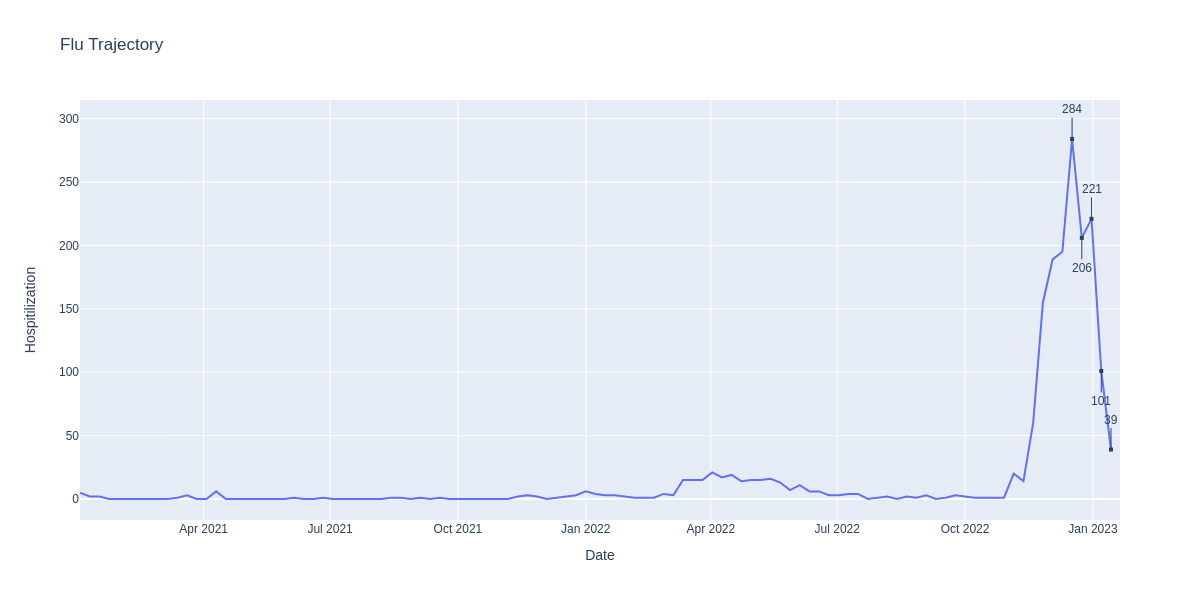 Flu Trajectory
300
250
200
150
100
50
0
Hospitilization
284
221
206
101
39
Apr 2021
Jul 2021
Oct 2021
Jan 2022
Apr 2022
Jul 2022
Oct 2022
Jan 2023
Date